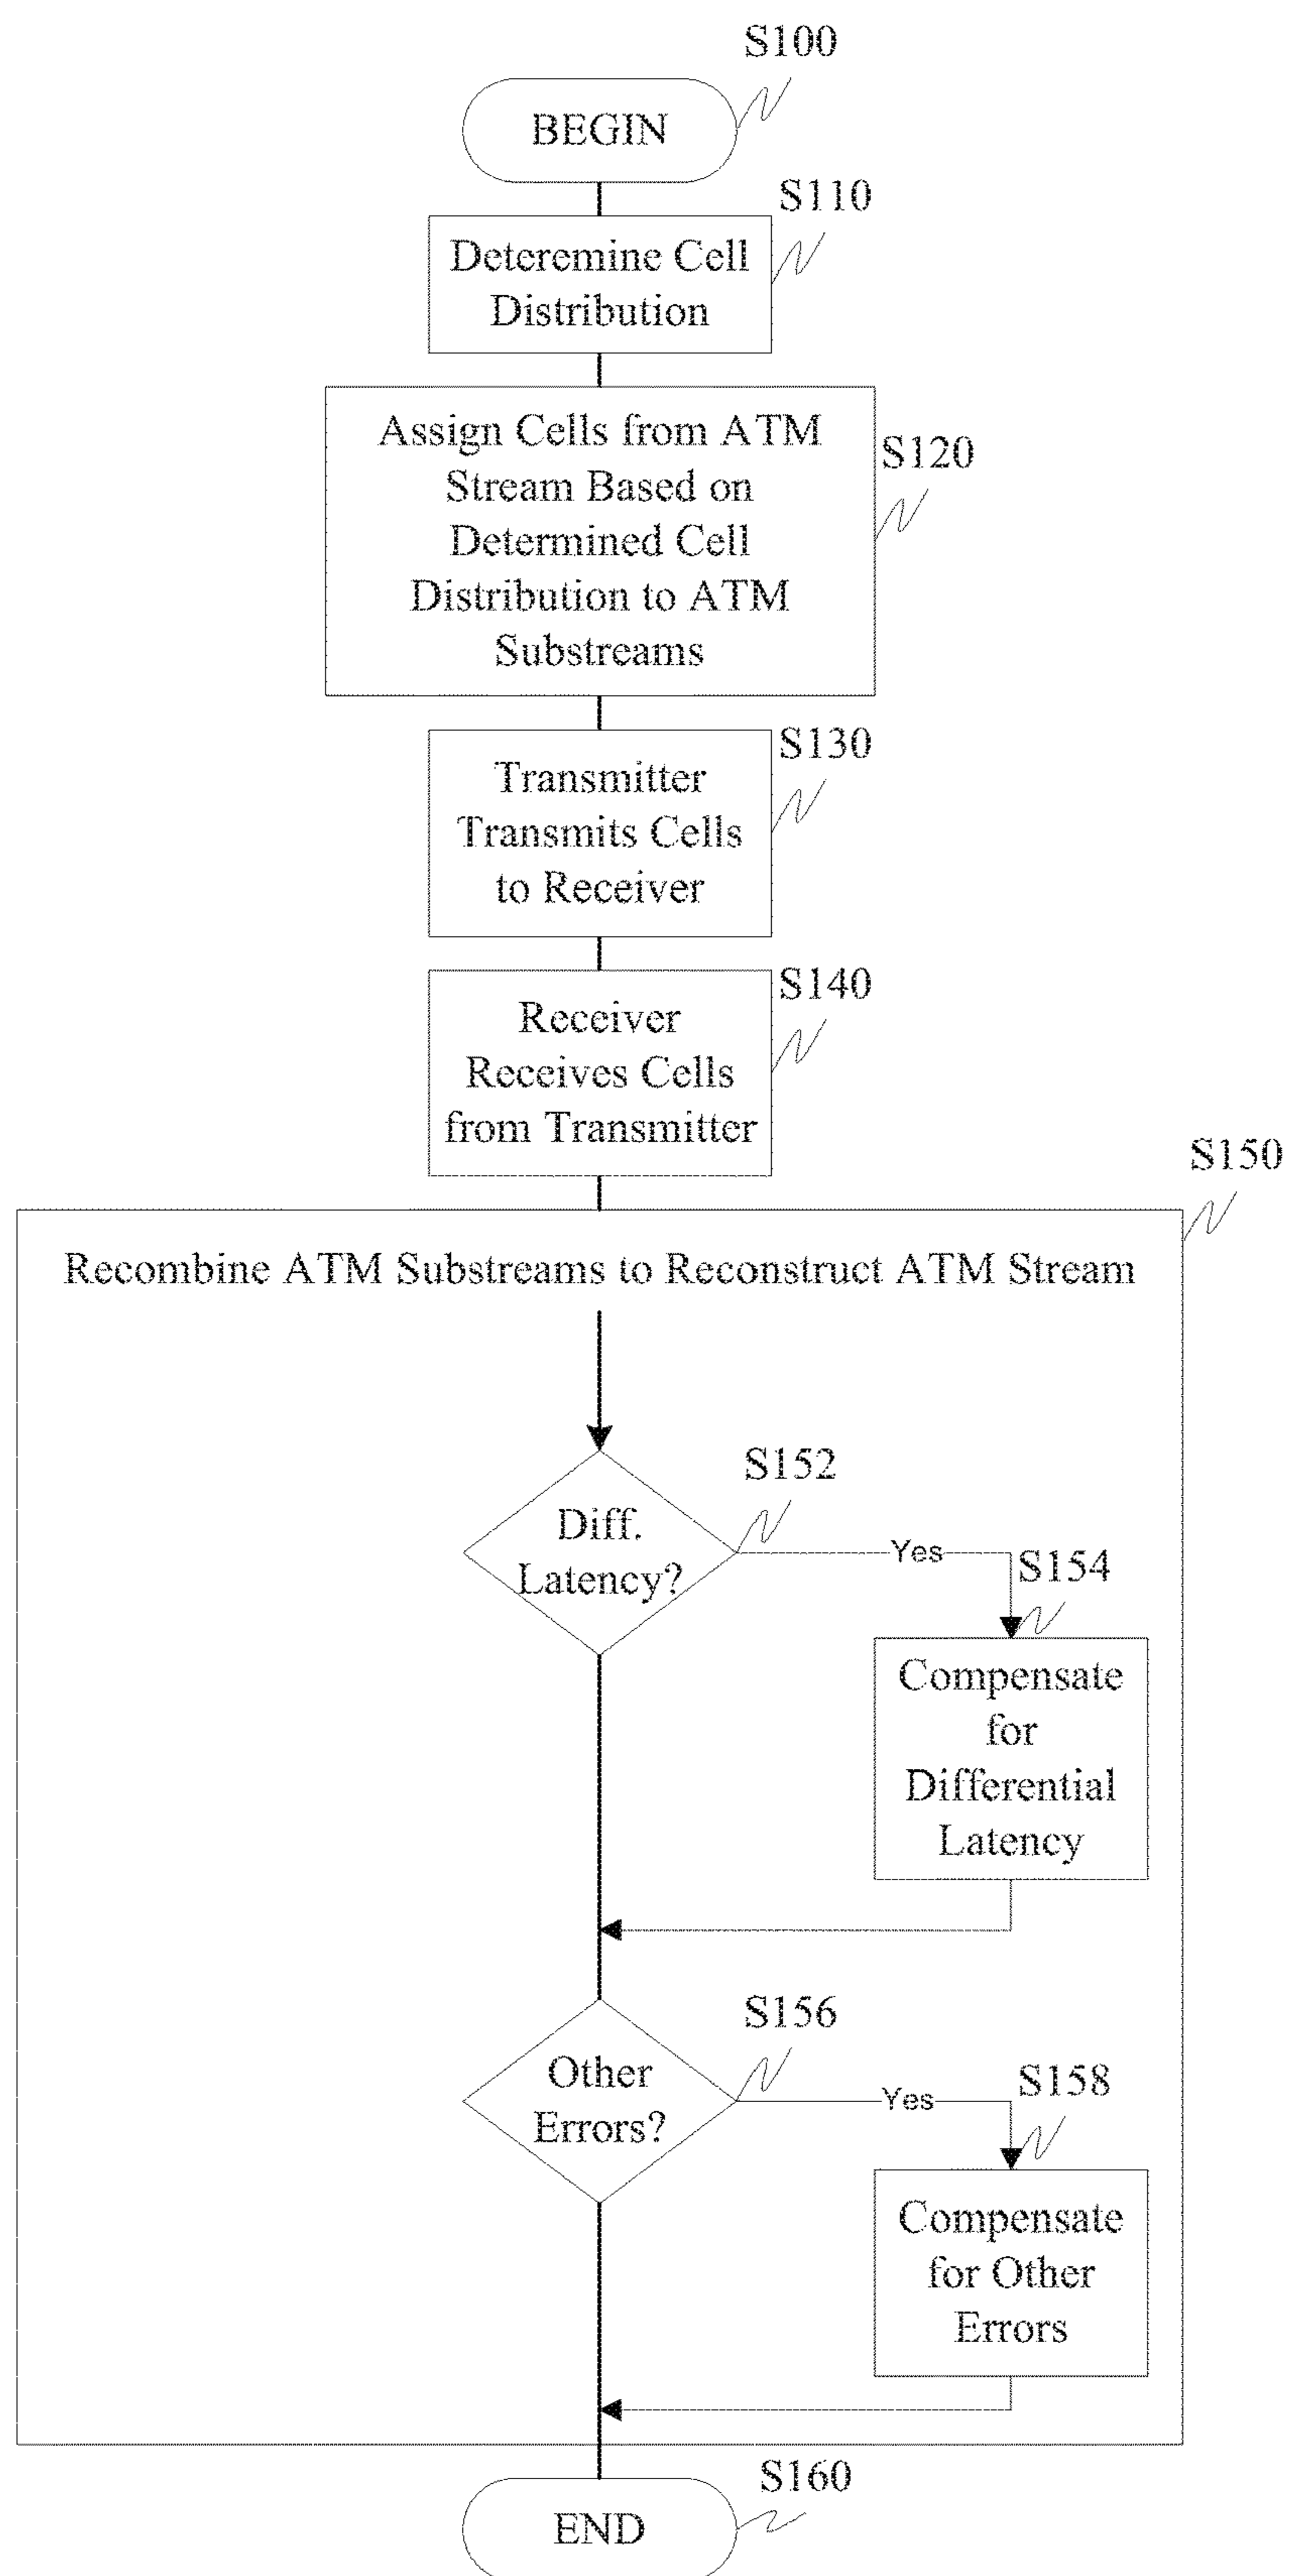 S100
BEGIN
S110
Deteremine Cell
Distribution
Assign Cells from ATM
Stream Based on
Determined Cell
Distribution to ATM
Substreams
S120
S130
Transmitter
Transmits Cells
to Receiver
S140
Receiver
Receives Cells
from Transmitter
S150
Recombine ATM Substreams to Reconstruct ATM Stream
S152
Diff.
Latency?
Yes
S154
Compensate
for
Differential
Latency
S156
Other
Errors?
Yes
S158
Compensate
for Other
Errors
S160
END